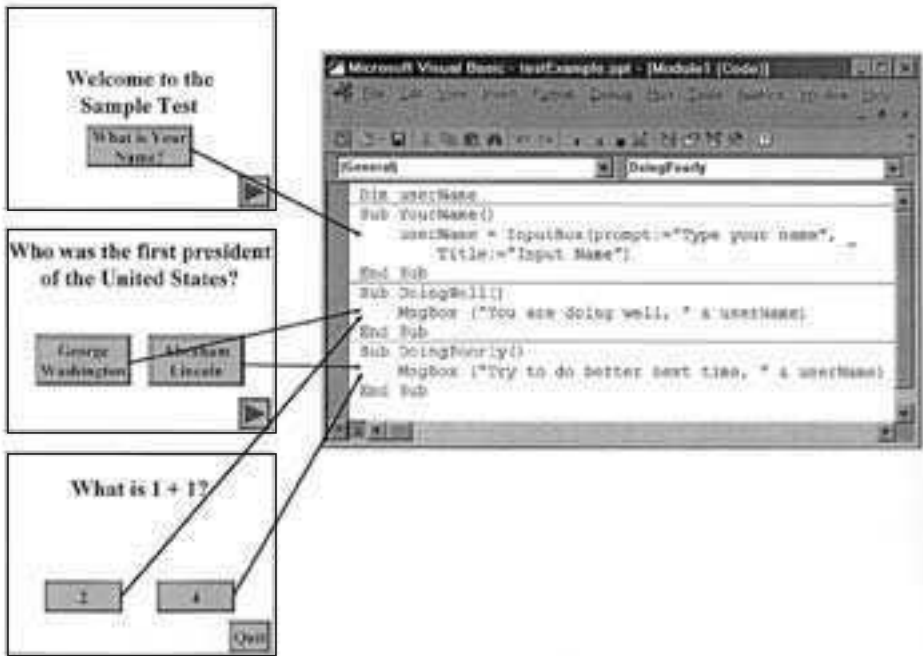 Welcome to the
Sample Test
What is Your
Name?
Who was the first president
of the United States?
George
Washington
Abraham
Lincoln
What is 1 + 1?
2
4
Quit
Microsoft Visual Basic - testExample.ppt - [Module1 (Code)]
(General)
DoingPoorly
Dim userName
Sub YourName()
userName = InputBox(prompt:="Type your name", _
Title:="Input Name")
End Sub
Sub DoingWell()
MsgBox ("You are doing well, " & userName)
End Sub
Sub DoingPoorly()
MsgBox ("Try to do better next time, " & userName)
End Sub